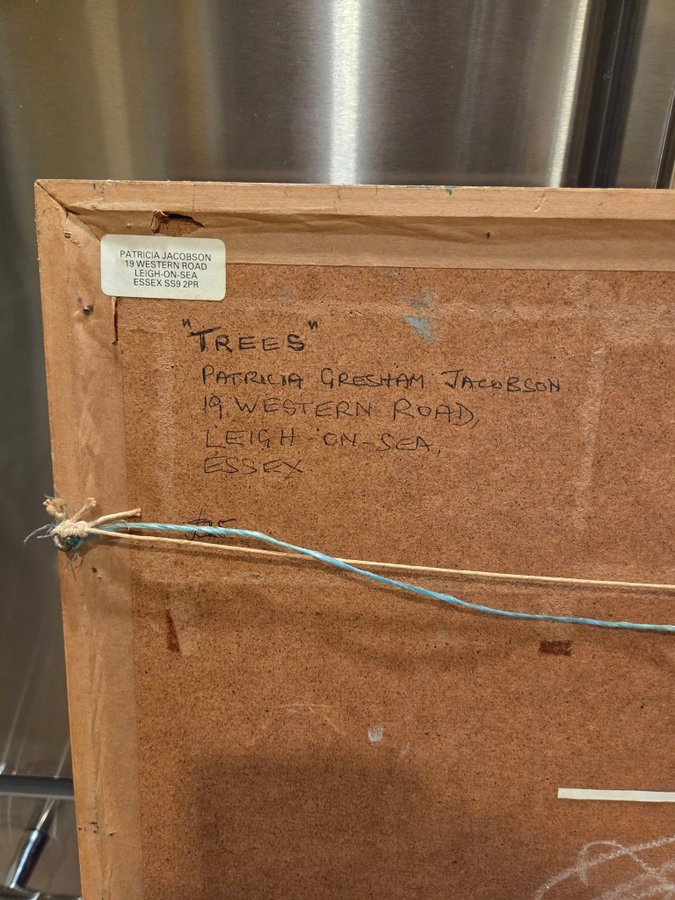 PATRICIA JACOBSON
19 WESTERN ROAD
LEIGH-ON-SEA
ESSEX SS9 2PR
"TREES"
PATRICIA GRESHAM JACOBSON
19, WESTERN ROAD,
LEIGH-ON-SEA,
ESSEX